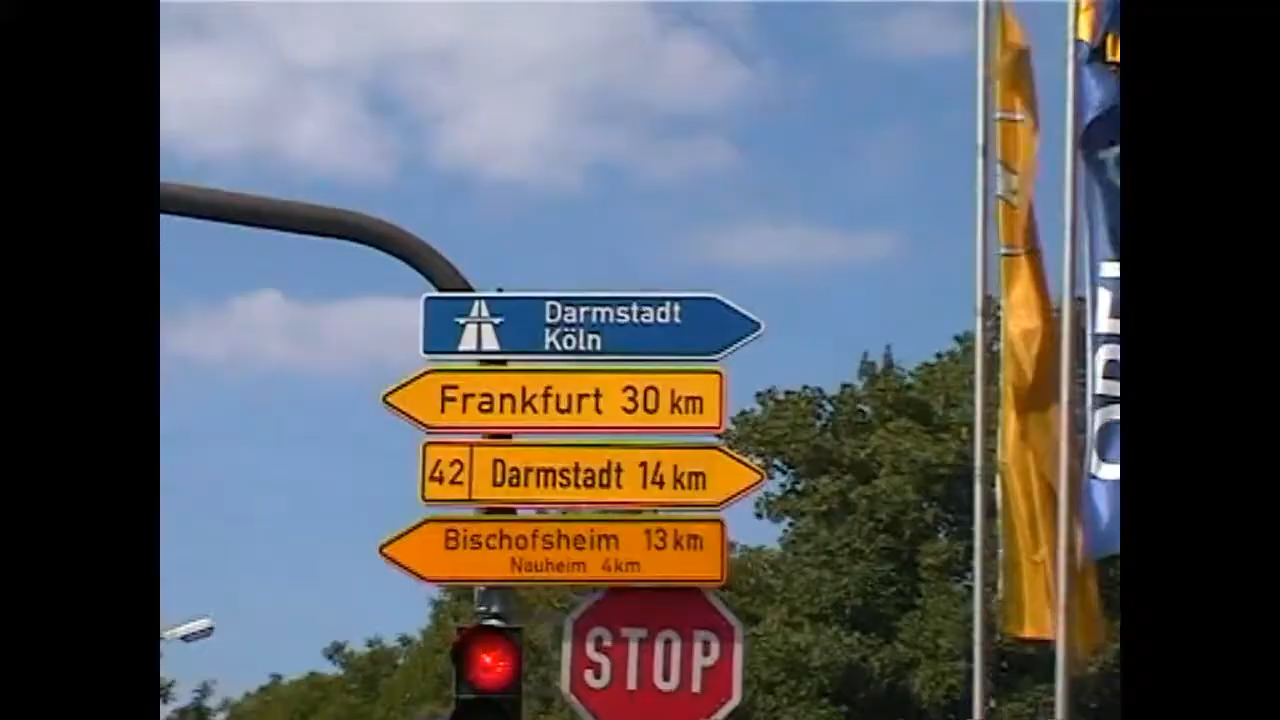 Darmstadt
Köln
Frankfurt 30 km
42 Darmstadt 14 km
Bischofsheim 13 km
Nauheim 4 km
STOP